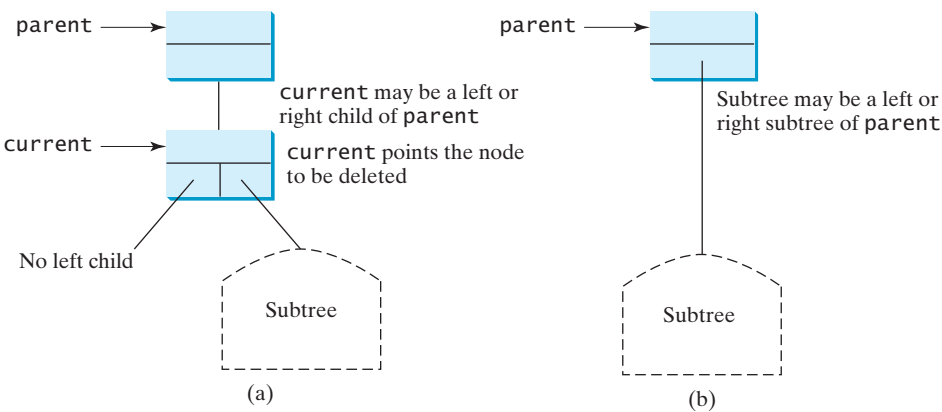 parent
current may be a left or
right child of parent
current
current points the node
to be deleted
No left child
Subtree
(a)
parent
Subtree may be a left or
right subtree of parent
Subtree
(b)